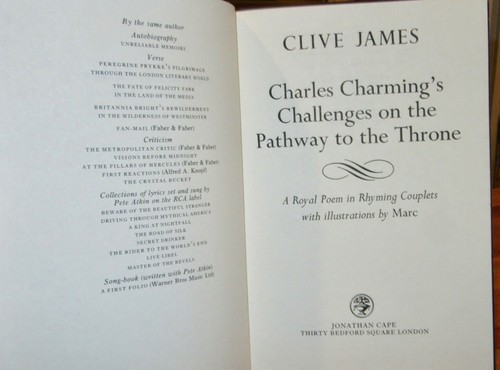 By the same author
Autobiography
UNRELIABLE MEMOIRS
Verse
PEREGRINE PRYKKE'S PILGRIMAGE
THROUGH THE LONDON LITERARY WORLD
THE FATE OF FELICITY FARK
IN THE LAND OF THE MEDIA
BRITANNIA BRIGHT'S BEWILDERMENT
IN THE WILDERNESS OF WESTMINSTER
FAN-MAIL (Faber & Faber)
Criticism
THE METROPOLITAN CRITIC (Faber & Faber)
VISIONS BEFORE MIDNIGHT
AT THE PILLARS OF HERCULES (Faber & Faber)
FIRST REACTIONS (Alfred A. Knopf)
THE CRYSTAL BUCKET
Collections of lyrics set and sung by
Pete Atkin on the RCA label
BEWARE OF THE BEAUTIFUL STRANGER
DRIVING THROUGH MYTHICAL AMERICA
A KING AT NIGHTFALL
THE ROAD OF SILK
SECRET DRINKER
THE RIDER TO THE WORLD'S END
LIVE LIBEL
MASTER OF THE REVELS
Song-book (written with Pete Atkin)
A FIRST FOLIO (Warner Bros Music Ltd)
CLIVE JAMES
Charles Charming's
Challenges on the
Pathway to the Throne
A Royal Poem in Rhyming Couplets
with illustrations by Marc
JONATHAN CAPE
THIRTY BEDFORD SQUARE LONDON